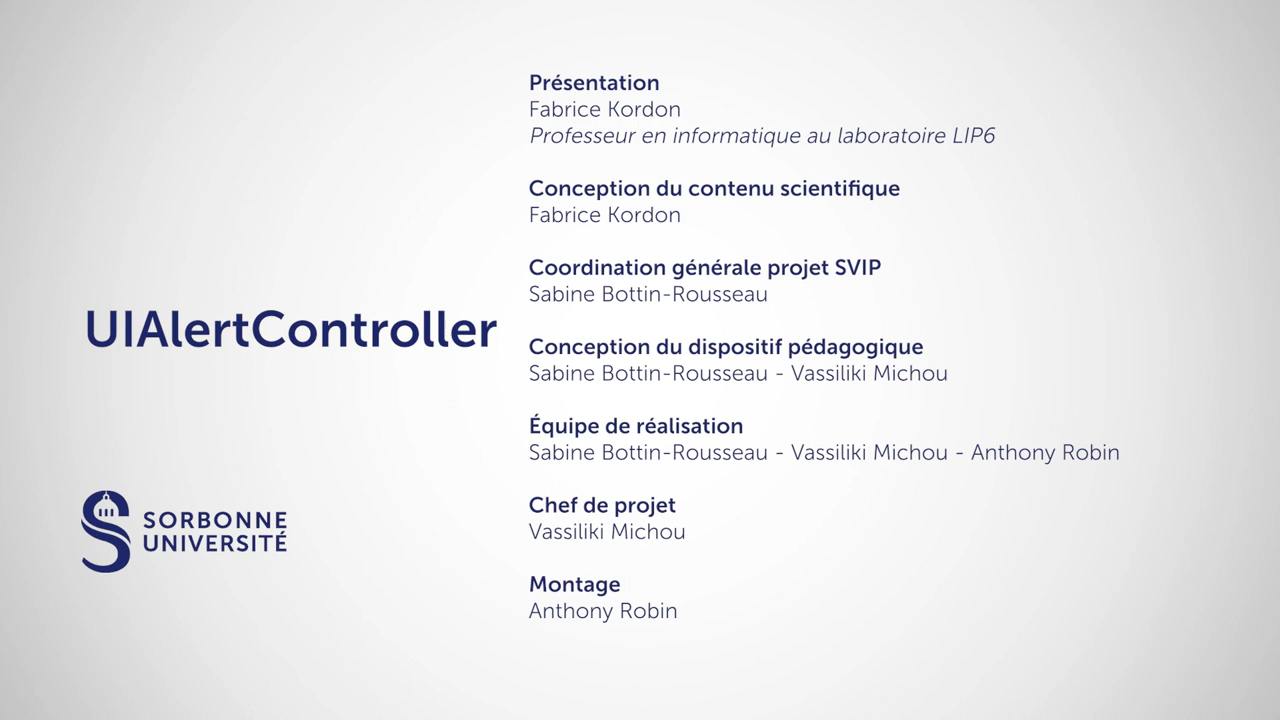 UIAlertController
SORBONNE
UNIVERSITÉ
Présentation
Fabrice Kordon
Professeur en informatique au laboratoire LIP6
Conception du contenu scientifique
Fabrice Kordon
Coordination générale projet SVIP
Sabine Bottin-Rousseau
Conception du dispositif pédagogique
Sabine Bottin-Rousseau - Vassiliki Michou
Équipe de réalisation
Sabine Bottin-Rousseau - Vassiliki Michou - Anthony Robin
Chef de projet
Vassiliki Michou
Montage
Anthony Robin